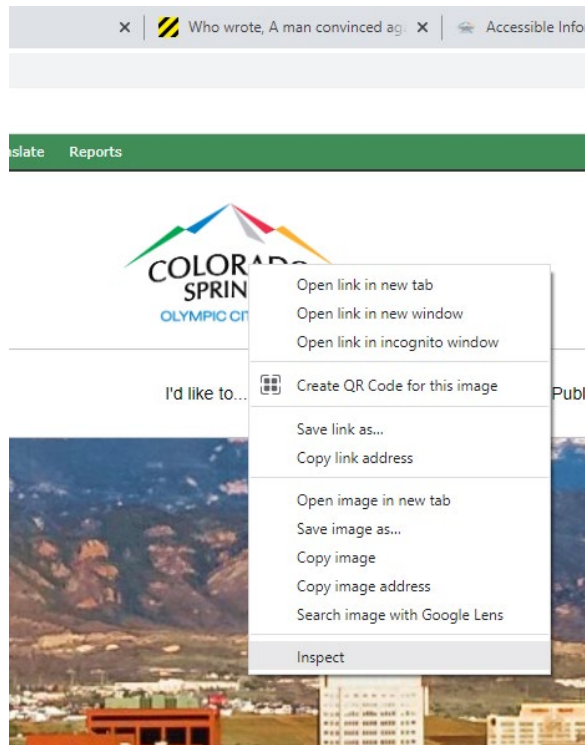 Who wrote, A man convinced ag
Accessible Info
nslate Reports
COLORADO
SPRIN
OLYMPIC CI
Open link in new tab
Open link in new window
Open link in incognito window
I'd like to...
Create QR Code for this image
Publ
Save link as...
Copy link address
Open image in new tab
Save image as...
Copy image
Copy image address
Search image with Google Lens
Inspect